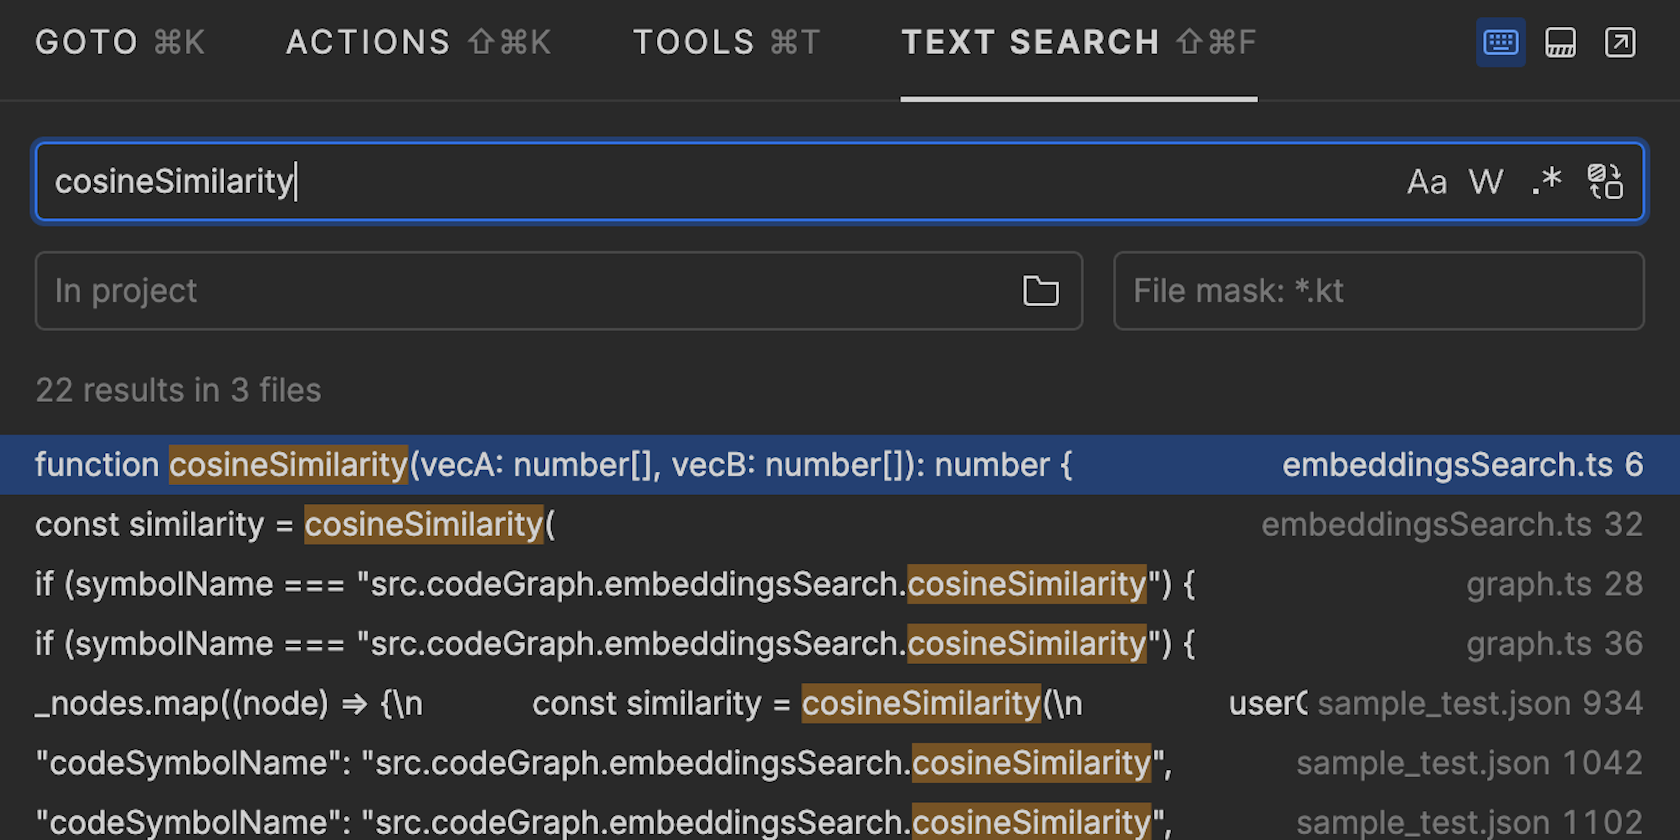 GOTO ⌘K ACTIONS ⇧⌘K TOOLS ⌘T TEXT SEARCH ⇧⌘F
cosineSimilarity Aa W .*
In project File mask: *.kt
22 results in 3 files
function cosineSimilarity(vecA: number[], vecB: number[]): number { embeddingsSearch.ts 6
const similarity = cosineSimilarity( embeddingsSearch.ts 32
if (symbolName === "src.codeGraph.embeddingsSearch.cosineSimilarity") { graph.ts 28
if (symbolName === "src.codeGraph.embeddingsSearch.cosineSimilarity") { graph.ts 36
_nodes.map((node) => {\n const similarity = cosineSimilarity(\n user sample_test.json 934
"codeSymbolName": "src.codeGraph.embeddingsSearch.cosineSimilarity", sample_test.json 1042
"codeSymbolName": "src.codeGraph.embeddingsSearch.cosineSimilarity", sample_test.json 1102